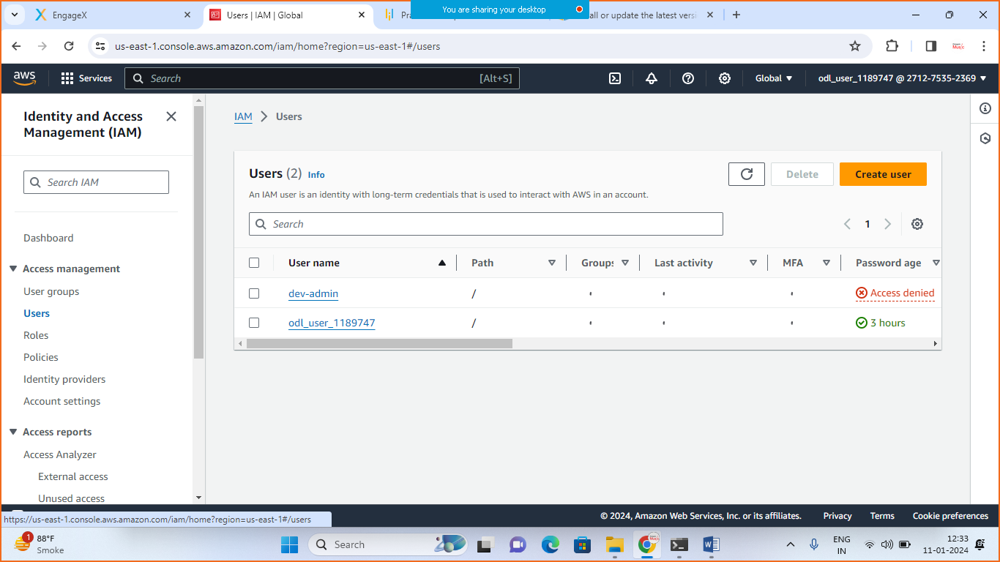 EngageX
Users | IAM | Global
You are sharing your desktop
all or update the latest versi
us-east-1.console.aws.amazon.com/iam/home?region=us-east-1#/users
aws
Services
Search
[Alt+S]
Global
odl_user_1189747 @ 2712-7535-2369
Identity and Access
Management (IAM)
Search IAM
Dashboard
Access management
User groups
Users
Roles
Policies
Identity providers
Account settings
Access reports
Access Analyzer
External access
Unused access
IAM
Users
Users (2) Info
Delete
Create user
An IAM user is an identity with long-term credentials that is used to interact with AWS in an account.
Search
1
User name
Path
Groups
Last activity
MFA
Password age
dev-admin
/
-
-
-
Access denied
odl_user_1189747
/
-
-
-
3 hours
https://us-east-1.console.aws.amazon.com/iam/home?region=us-east-1#/users
© 2024, Amazon Web Services, Inc. or its affiliates.
Privacy
Terms
Cookie preferences
1
88°F
Smoke
Search
ENG
IN
12:33
11-01-2024